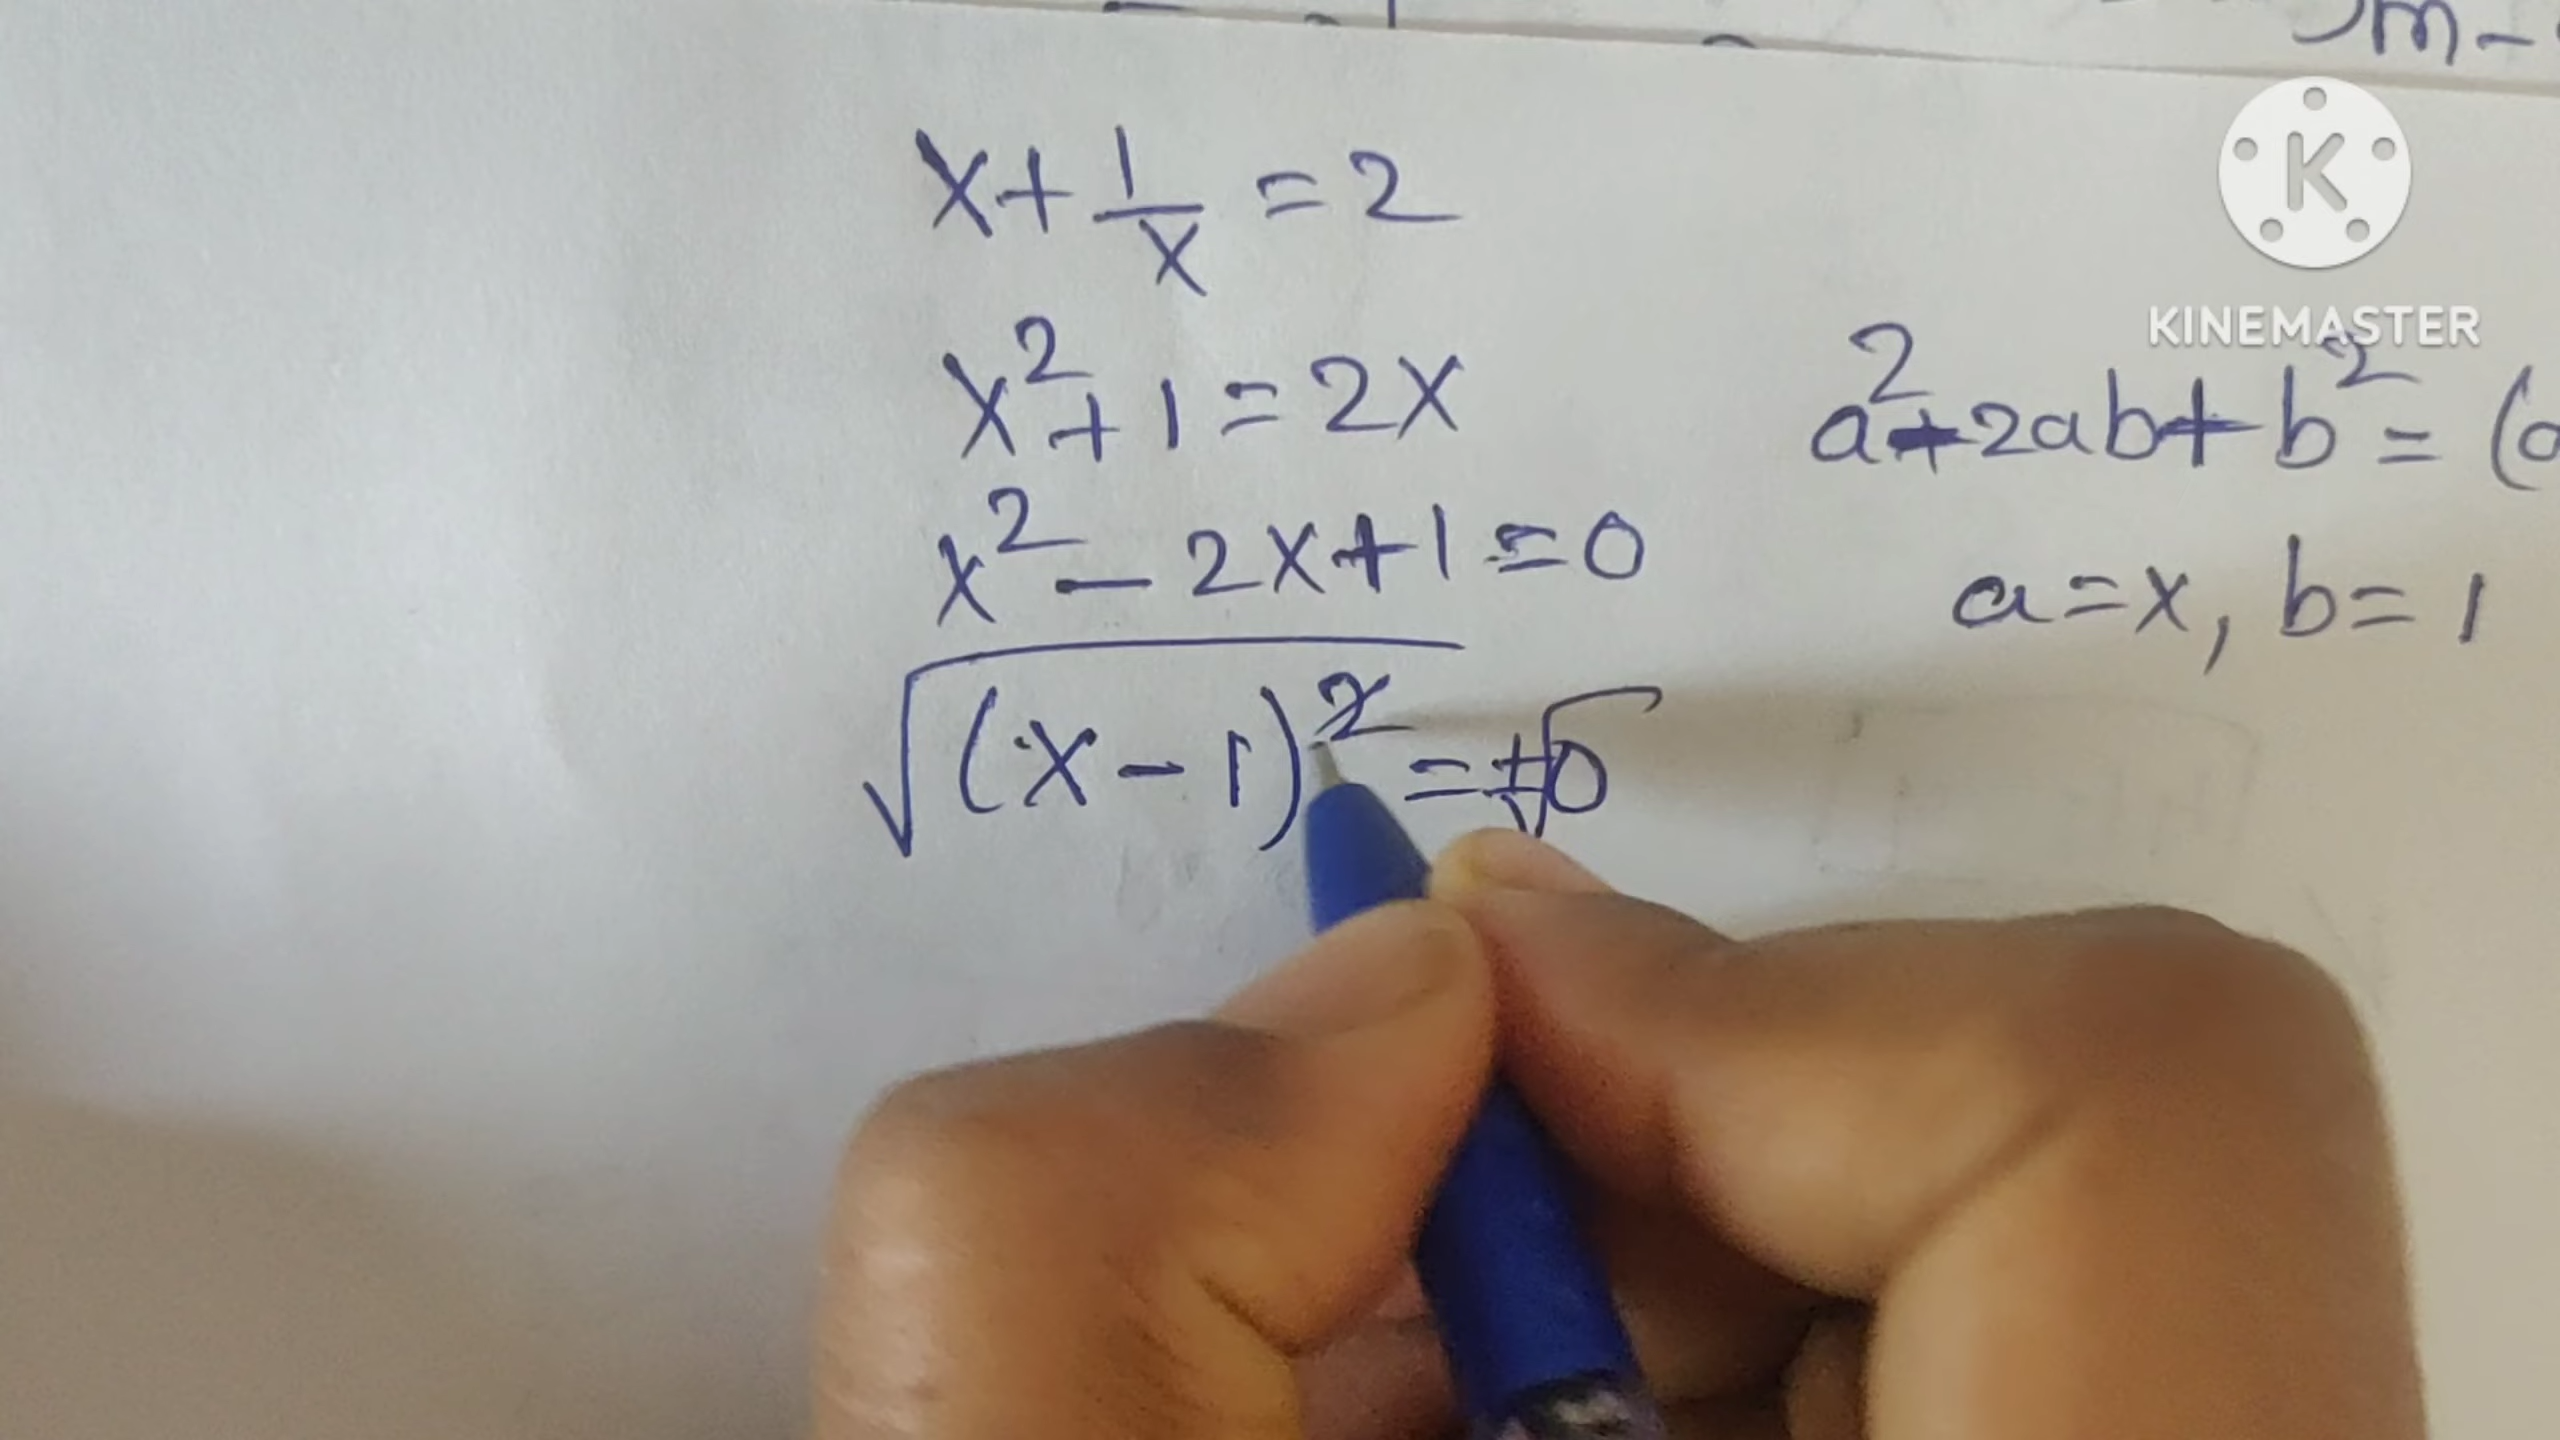 m-
x+1/x=2
KINEMASTER
x²+1=2x
a²-2ab+b²=(a
x²-2x+1=0
a=x, b=1
√(x-1)²=±√0